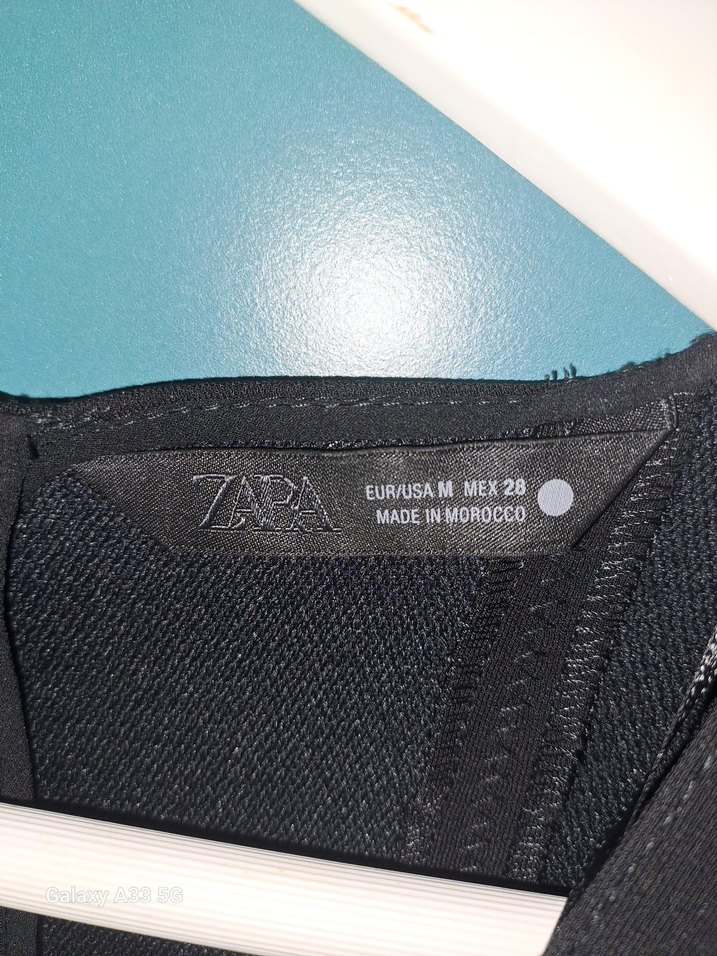 ZARA
EUR/USA M MEX 28
MADE IN MOROCCO
Galaxy A33 5G